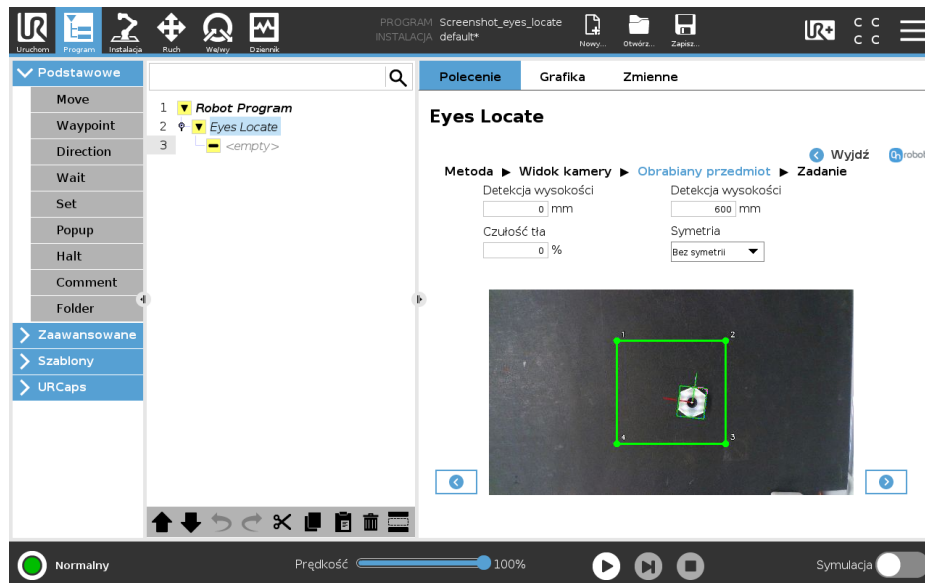 PROGRAM Screenshot_eyes_locate
INSTALACJA default*
Uruchom Program Instalacja Ruch We/wy Dziennik Nowy... Otwórz... Zapisz...
UR UR+ C C
C C
Podstawowe
Move
Waypoint
Direction
Wait
Set
Popup
Halt
Comment
Folder
Zaawansowane
Szablony
URCaps
1 Robot Program
2 Eyes Locate
3 <empty>
Polecenie Grafika Zmienne
Eyes Locate
Wyjdź OnRobot
Metoda ▶ Widok kamery ▶ Obrabiany przedmiot ▶ Zadanie
Detekcja wysokości Detekcja wysokości
0 mm 600 mm
Czułość tła Symetria
0 % Bez symetrii
1 2
4 3
Normalny Prędkość 100% Symulacja